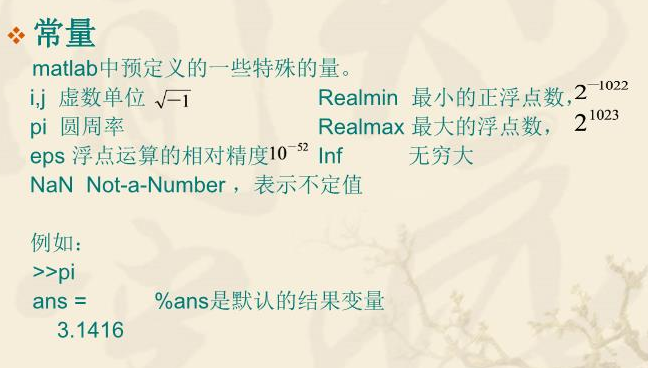 ❖ 常量
matlab中预定义的一些特殊的量。
i,j 虚数单位 √−1 Realmin 最小的正浮点数,2^−1022
pi 圆周率 Realmax 最大的浮点数， 2^1023
eps 浮点运算的相对精度10^−52 Inf 无穷大
NaN Not-a-Number ，表示不定值
例如：
>>pi
ans = %ans是默认的结果变量
3.1416